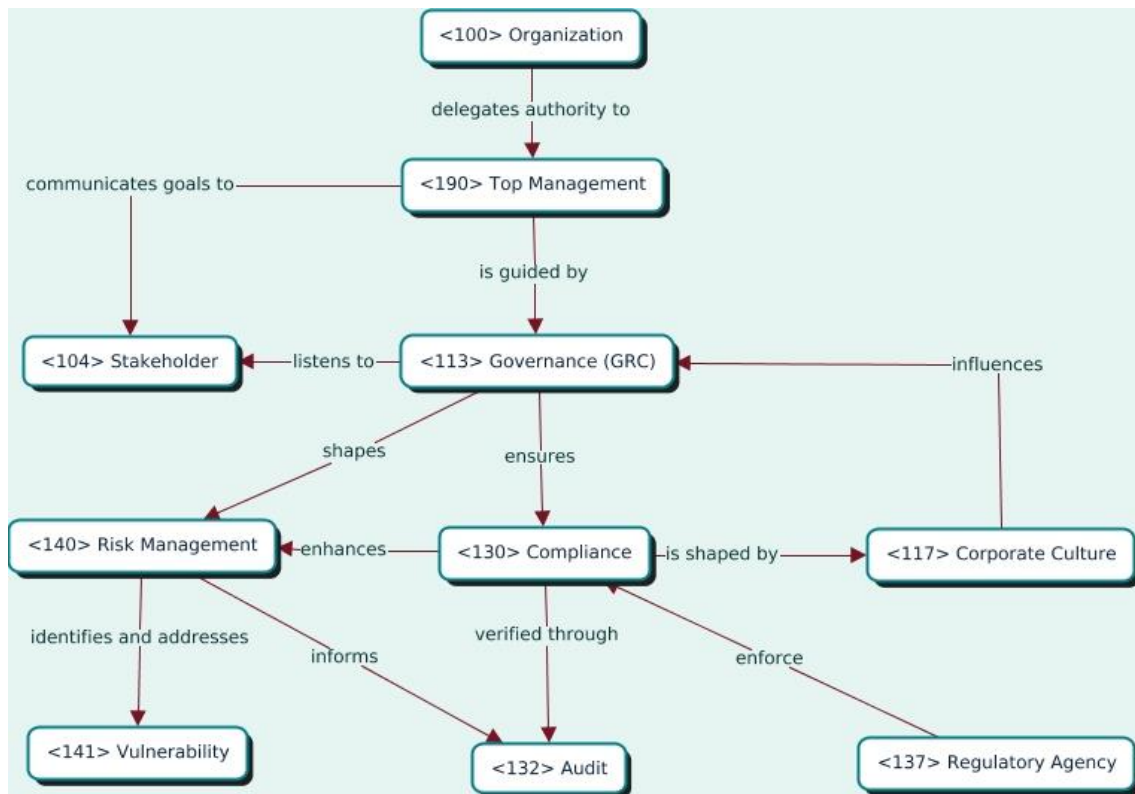 <100> Organization
delegates authority to
communicates goals to
<190> Top Management
is guided by
<104> Stakeholder
listens to
<113> Governance (GRC)
influences
shapes
ensures
<140> Risk Management
enhances
<130> Compliance
is shaped by
<117> Corporate Culture
identifies and addresses
informs
verified through
enforce
<141> Vulnerability
<132> Audit
<137> Regulatory Agency